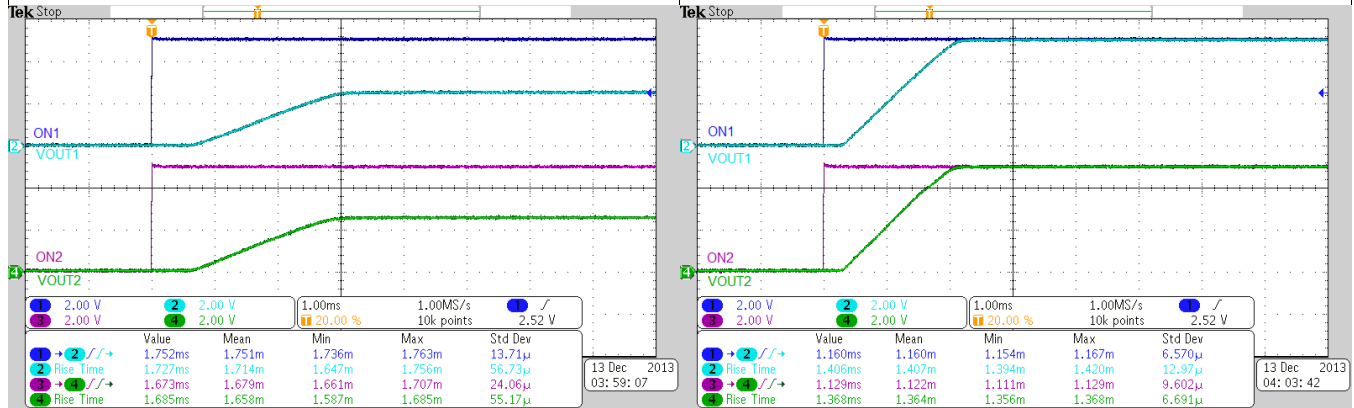 Tek Stop
T
T
ON1
2
VOUT1
ON2
4
VOUT2
1 2.00 V 2 2.00 V
3 2.00 V 4 2.00 V
1.00ms 1.00MS/s 1
T 20.00 % 10k points 2.52 V
Value Mean Min Max Std Dev
1 → 2 → 1.752ms 1.751m 1.736m 1.763m 13.71µ
2 Rise Time 1.727ms 1.714m 1.647m 1.756m 56.73µ
3 → 4 → 1.673ms 1.679m 1.661m 1.707m 24.06µ
4 Rise Time 1.685ms 1.658m 1.587m 1.685m 55.17µ
13 Dec 2013
03:59:07
Tek Stop
T
T
ON1
2
VOUT1
ON2
4
VOUT2
1 2.00 V 2 2.00 V
3 2.00 V 4 2.00 V
1.00ms 1.00MS/s 1
T 20.00 % 10k points 2.52 V
Value Mean Min Max Std Dev
1 → 2 → 1.160ms 1.160m 1.154m 1.167m 6.570µ
2 Rise Time 1.406ms 1.407m 1.394m 1.420m 12.97µ
3 → 4 → 1.129ms 1.122m 1.111m 1.129m 9.602µ
4 Rise Time 1.368ms 1.364m 1.356m 1.368m 6.691µ
13 Dec 2013
04:03:42